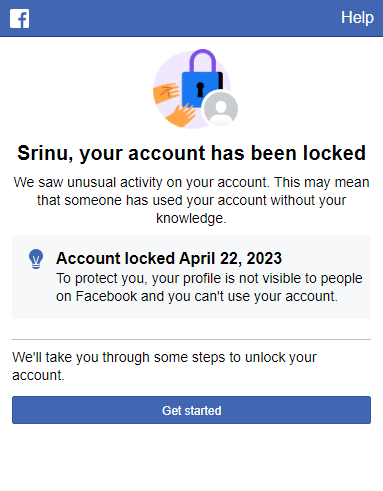 Help
Srinu, your account has been locked
We saw unusual activity on your account. This may mean
that someone has used your account without your
knowledge.
Account locked April 22, 2023
To protect you, your profile is not visible to people
on Facebook and you can't use your account.
We'll take you through some steps to unlock your
account.
Get started